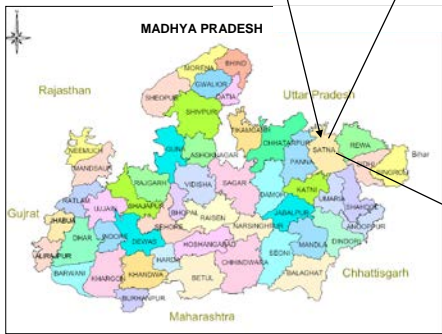 MADHYA PRADESH
Rajasthan
Uttar Pradesh
MORENA
BHIND
GWALIOR
DATIA
SHEOPUR
SHIVPURI
TIKAMGARH
CHHATARPUR
PANNA
SATNA
REWA
SIDHI
SINGROLI
Bihar
NEEMUCH
MANDSAUR
GUNA
ASHOKNAGAR
SAGAR
DAMOH
KATNI
UMARIA
SHAHDOL
ANOOPPUR
RATLAM
UJJAIN
SHAJAPUR
RAJGARH
VIDISHA
BHOPAL
RAISEN
NARSINGHPUR
JABALPUR
DINDORI
MANDLA
Gujrat
JHABUA
DHAR
INDORE
DEWAS
SEHORE
HOSHANGABAD
ALIRAJPUR
BARWANI
KHARGON
KHANDWA
HARDA
BETUL
CHHINDWARA
SEONI
BALAGHAT
Chhattisgarh
BURHANPUR
Maharashtra